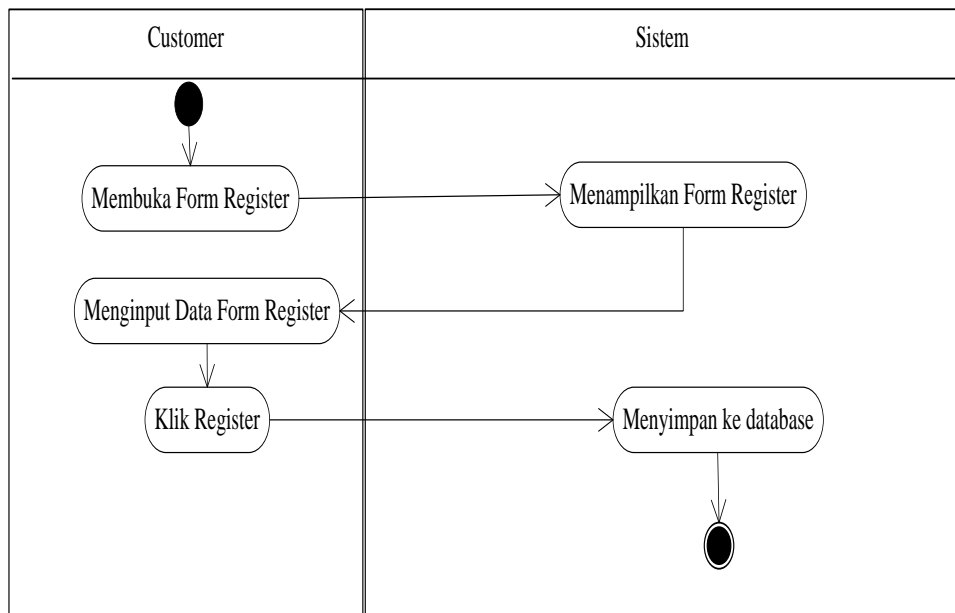 Customer
Sistem
Membuka Form Register
Menampilkan Form Register
Menginput Data Form Register
Klik Register
Menyimpan ke database